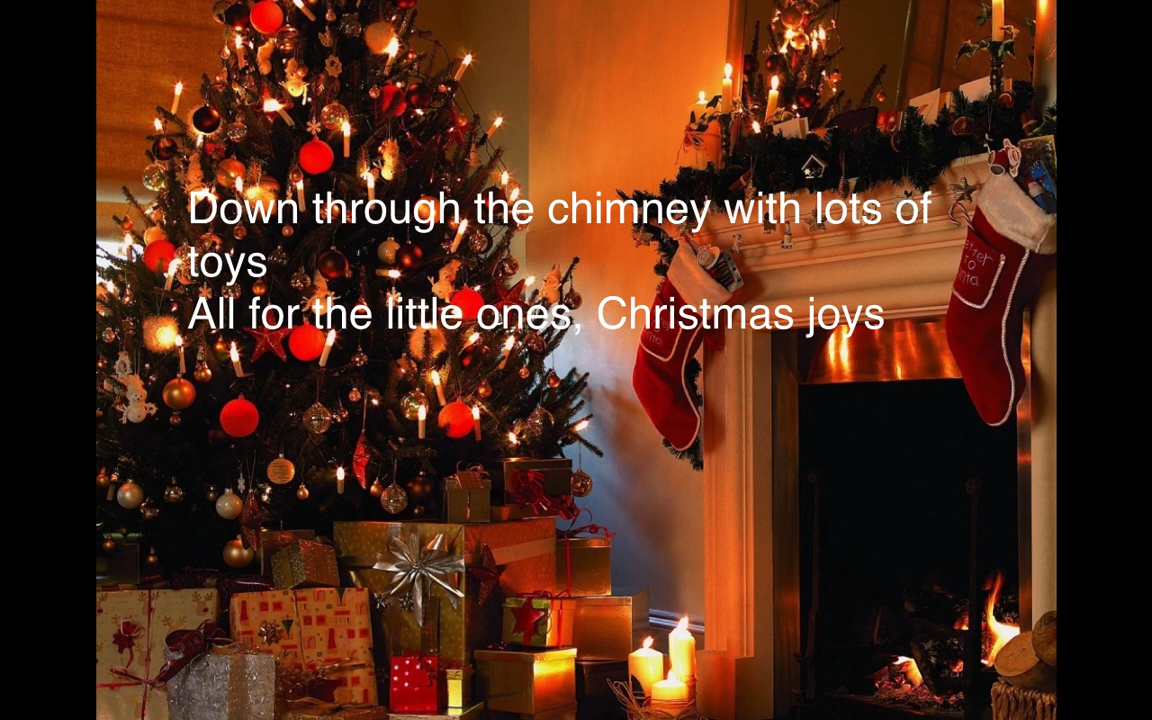 Down through the chimney with lots of
toys
All for the little ones, Christmas joys